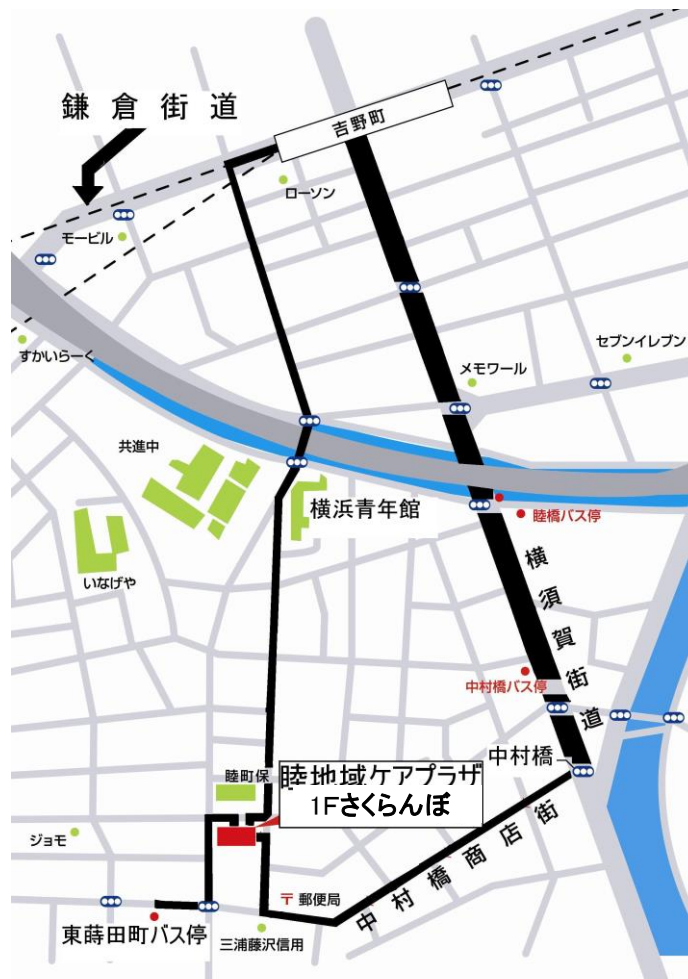 鎌倉街道
吉野町
ローソン
モービル
すかいらーく
セブンイレブン
メモワール
共進中
横浜青年館
睦橋バス停
いなげや
横須賀街道
中村橋バス停
中村橋
睦町保
睦地域ケアプラザ
1Fさくらんぼ
ジョモ
〒郵便局
中村橋商店街
東蒔田町バス停
三浦藤沢信用